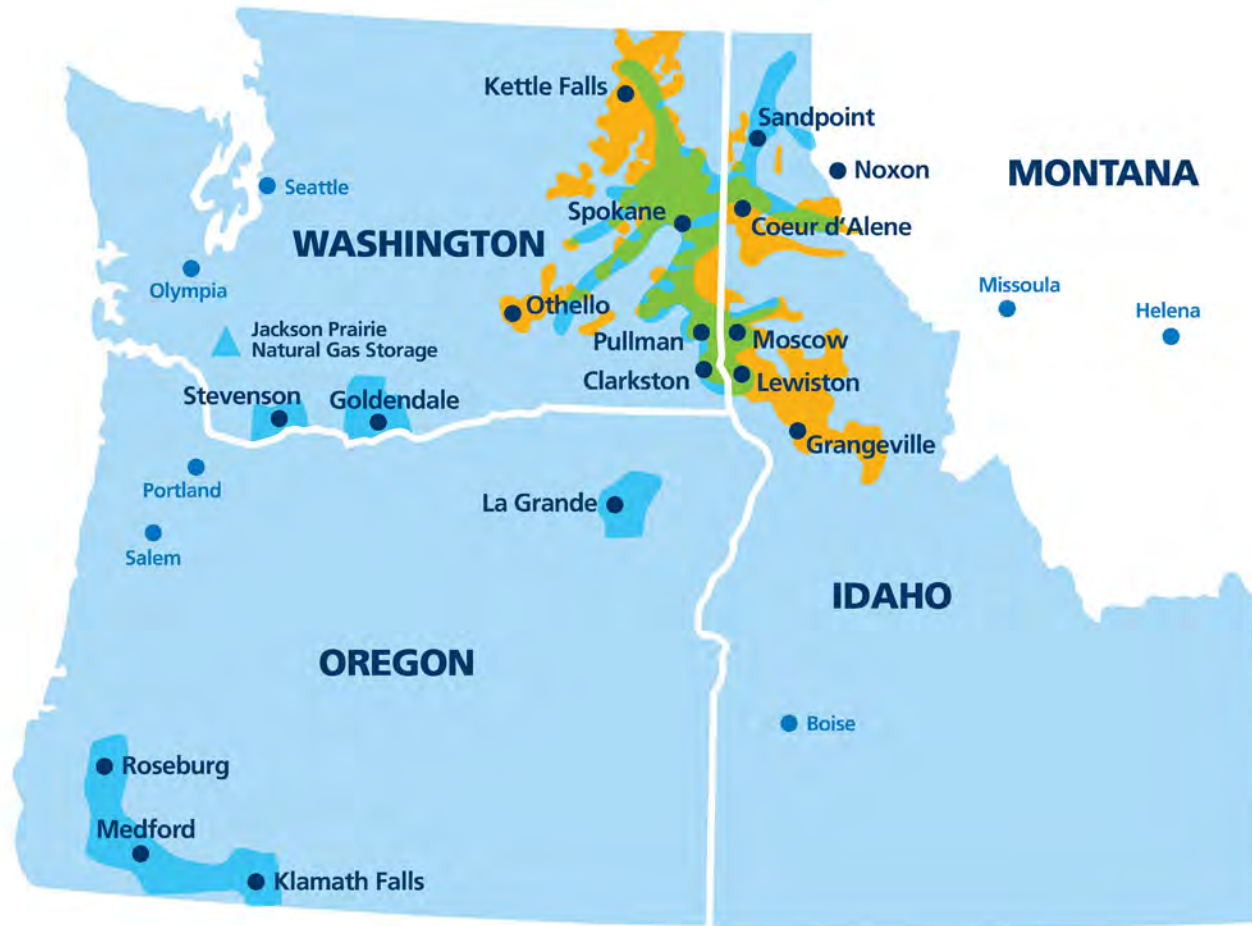 Kettle Falls
Sandpoint
Noxon
MONTANA
Seattle
Spokane
Coeur d'Alene
WASHINGTON
Olympia
Missoula
Helena
Othello
Jackson Prairie
Natural Gas Storage
Pullman
Moscow
Clarkston
Lewiston
Stevenson
Goldendale
Grangeville
Portland
La Grande
Salem
IDAHO
OREGON
Boise
Roseburg
Medford
Klamath Falls